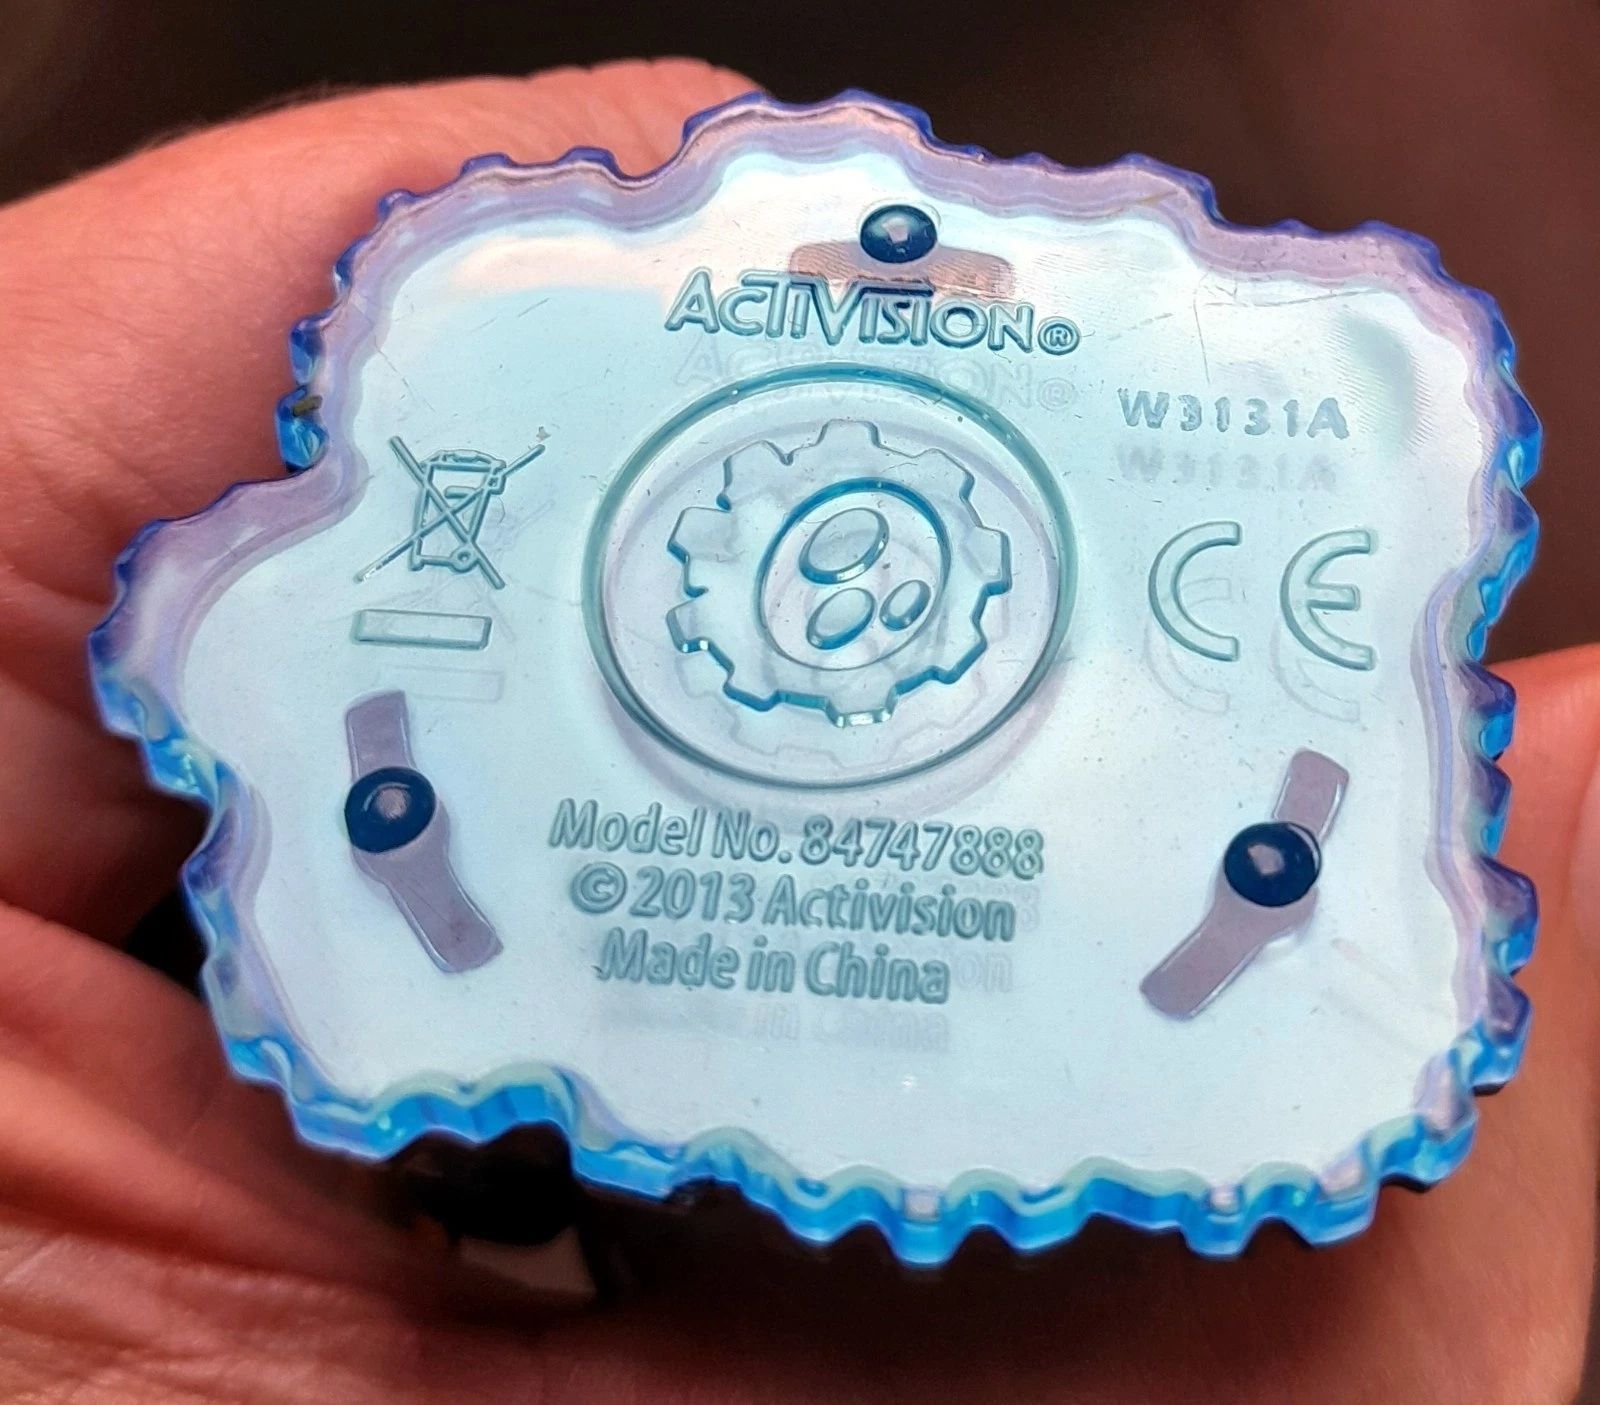 ACTIVISION®
W3131A
CE
Model No. 84747888
© 2013 Activision
Made in China